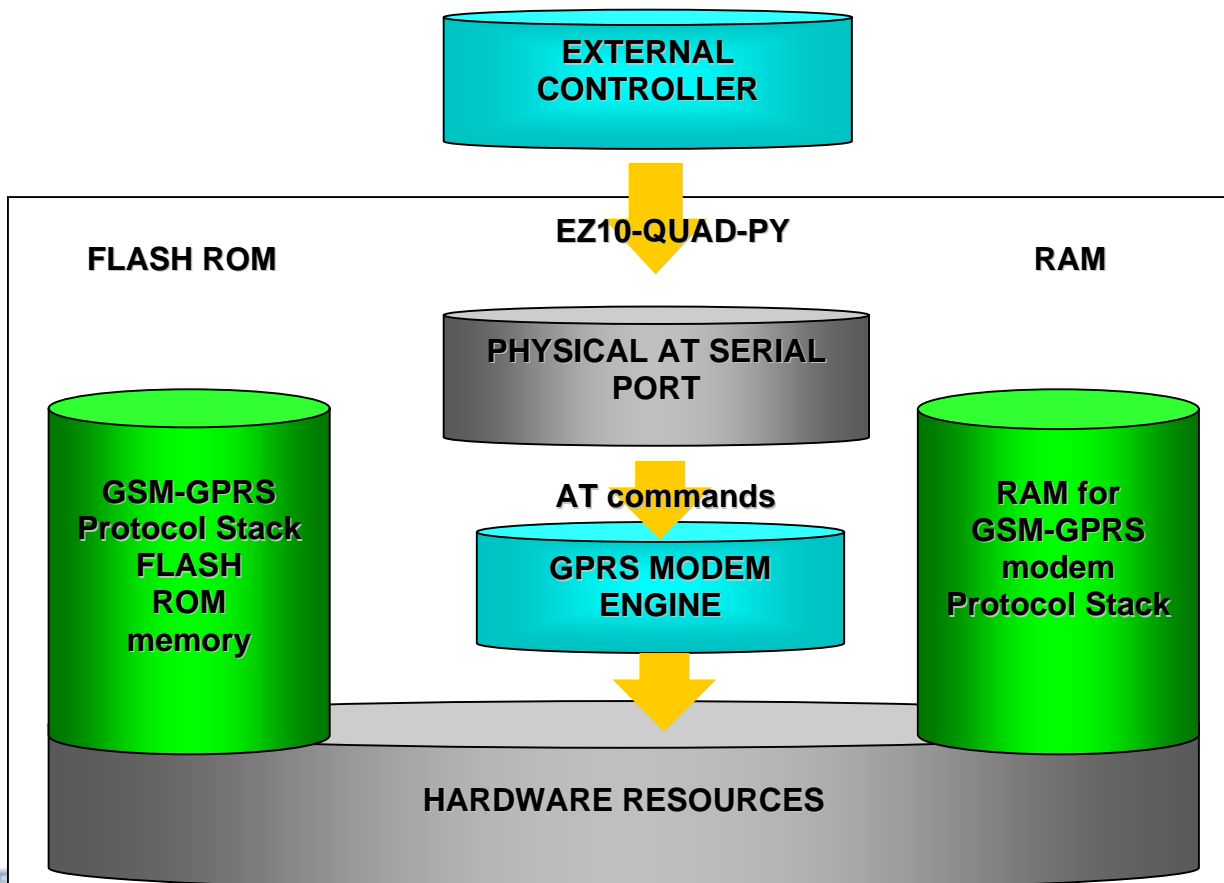 EXTERNAL
CONTROLLER
EZ10-QUAD-PY
FLASH ROM
RAM
PHYSICAL AT SERIAL
PORT
GSM-GPRS
Protocol Stack
FLASH
ROM
memory
AT commands
GPRS MODEM
ENGINE
RAM for
GSM-GPRS
modem
Protocol Stack
HARDWARE RESOURCES